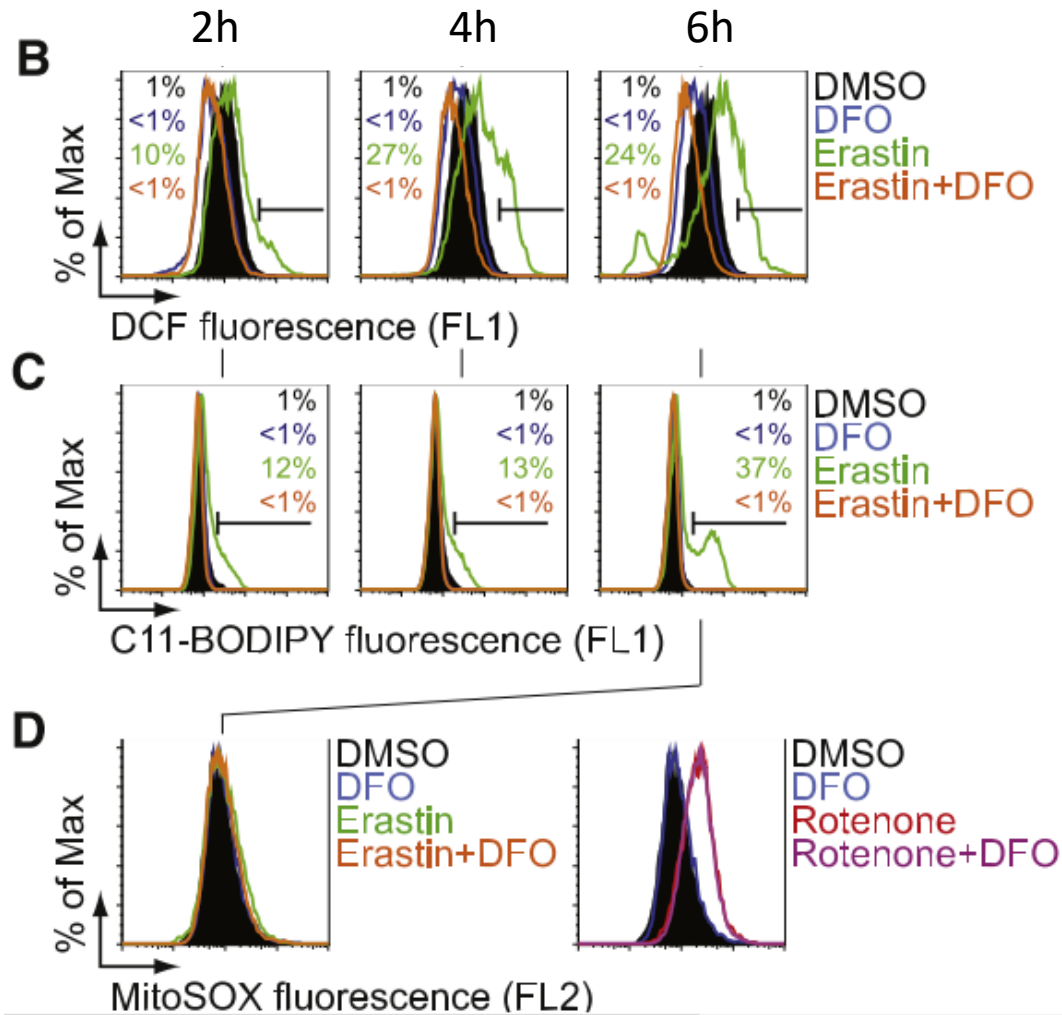 2h 4h 6h
B
% of Max
1% 1% 1% DMSO
<1% <1% <1% DFO
10% 27% 24% Erastin
<1% <1% <1% Erastin+DFO
DCF fluorescence (FL1)
C
% of Max
1% 1% 1% DMSO
<1% <1% <1% DFO
12% 13% 37% Erastin
<1% <1% <1% Erastin+DFO
C11-BODIPY fluorescence (FL1)
D
% of Max
DMSO DMSO
DFO DFO
Erastin Rotenone
Erastin+DFO Rotenone+DFO
MitoSOX fluorescence (FL2)